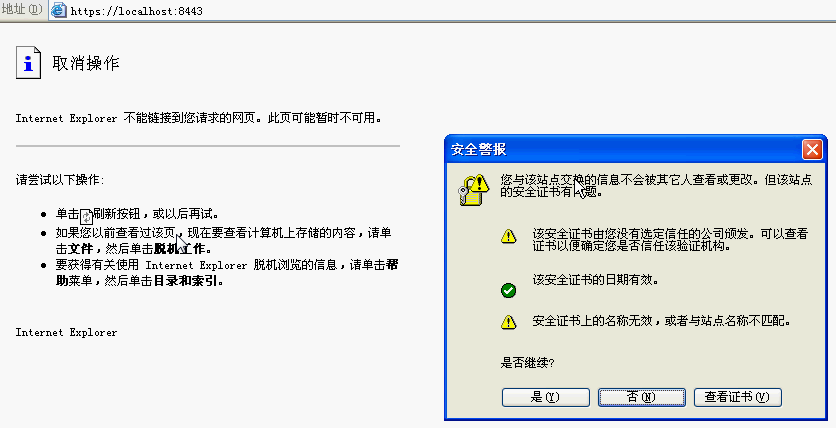 地址(D) https://localhost:8443
取消操作
Internet Explorer 不能链接到您请求的网页。此页可能暂时不可用。
请尝试以下操作:
单击 刷新按钮，或以后再试。
如果您以前查看过该页，现在要查看计算机上存储的内容，请单
击文件，然后单击脱机工作。
要获得有关使用 Internet Explorer 脱机浏览的信息，请单击帮
助菜单，然后单击目录和索引。
Internet Explorer
安全警报
您与该站点交换的信息不会被其它人查看或更改。但该站点
的安全证书有问题。
该安全证书由您没有选定信任的公司颁发。可以查看
证书以便确定您是否信任该验证机构。
该安全证书的日期有效。
安全证书上的名称无效，或者与站点名称不匹配。
是否继续?
是(Y) 否(N) 查看证书(V)